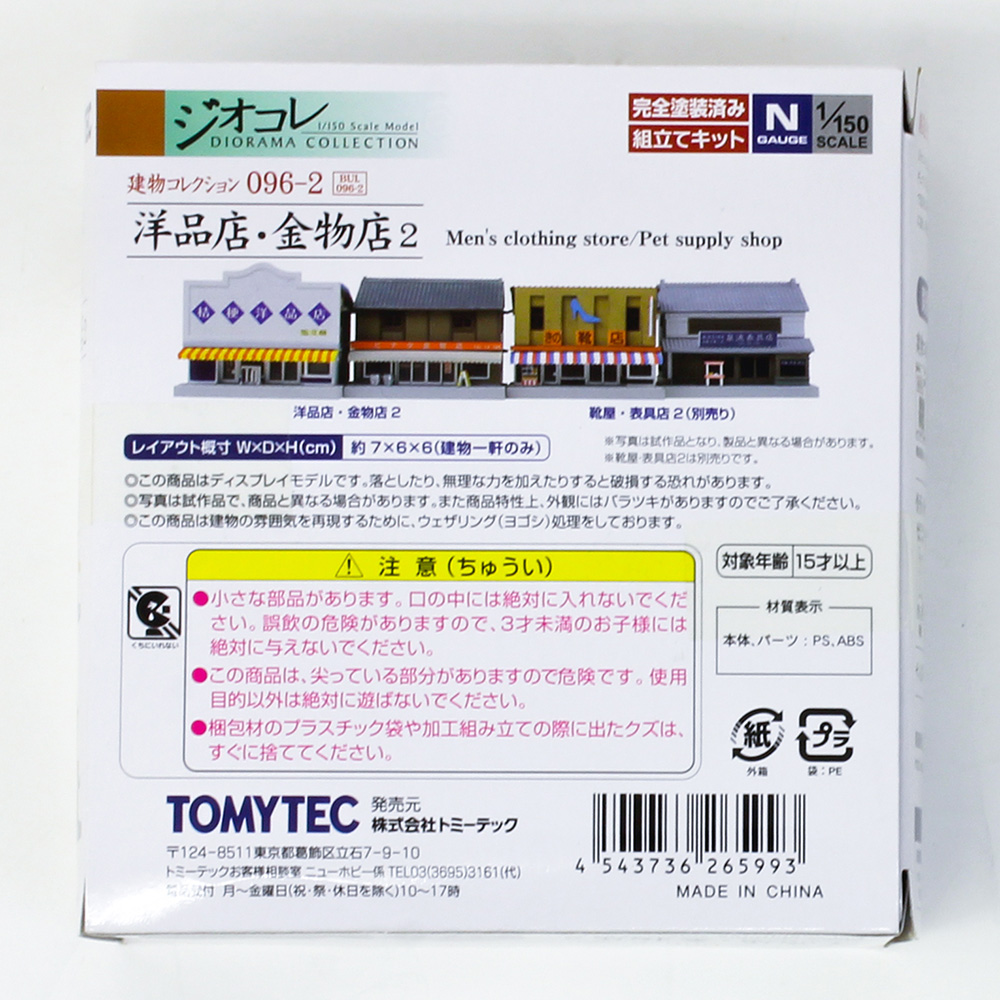 ジオコレ
1/150 Scale Model
DIORAMA COLLECTION
完全塗装済み
組立てキット
N
GAUGE
1/150
SCALE
建物コレクション 096-2 BUL 096-2
洋品店・金物店2 Men's clothing store/Pet supply shop
桔梗洋品店
きの靴店
洋品店・金物店2
靴屋・表具店2(別売り)
レイアウト概寸 W×D×H(cm) 約7×6×6(建物一軒のみ)
※写真は試作品となり、製品と異なる場合があります。
※靴屋・表具店2は別売りです。
◎この商品はディスプレイモデルです。落としたり、無理な力を加えたりすると破損する恐れがあります。
◎写真は試作品で、商品と異なる場合があります。また商品特性上、外観にはバラツキがありますのでご了承ください。
◎この商品は建物の雰囲気を再現するために、ウェザリング(ヨゴシ)処理をしております。
⚠ 注意(ちゅうい)
●小さな部品があります。口の中には絶対に入れないでくだ
さい。誤飲の危険がありますので、3才未満のお子様には
絶対に与えないでください。
●この商品は、尖っている部分がありますので危険です。使用
目的以外は絶対に遊ばないでください。
●梱包材のプラスチック袋や加工組み立ての際に出たクズは、
すぐに捨ててください。
くちにいれない
対象年齢 15才以上
材質表示
本体、パーツ:PS、ABS
紙
外箱
プラ
袋:PE
TOMYTEC
発売元
株式会社トミーテック
〒124-8511東京都葛飾区立石7-9-10
トミーテックお客様相談室 ニューホビー係 TEL03(3695)3161(代)
電話受付 月〜金曜日(祝・祭・休日を除く)10〜17時
4 543736 265993
MADE IN CHINA